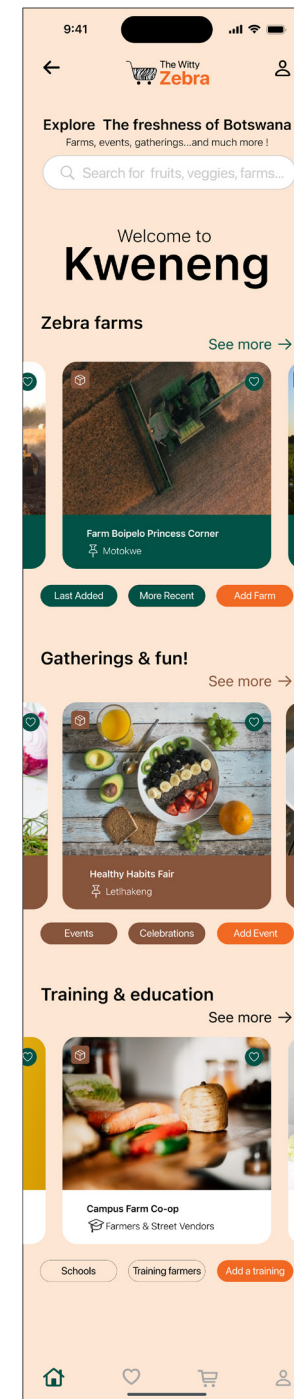 9:41
The Witty
Zebra
Explore The freshness of Botswana
Farms, events, gatherings...and much more !
Search for fruits, veggies, farms...
Welcome to
Kweneng
Zebra farms
See more →
Farm Boipelo Princess Corner
Motokwe
Last Added
More Recent
Add Farm
Gatherings & fun!
See more →
Healthy Habits Fair
Letlhakeng
Events
Celebrations
Add Event
Training & education
See more →
Campus Farm Co-op
Farmers & Street Vendors
Schools
Training farmers
Add a training